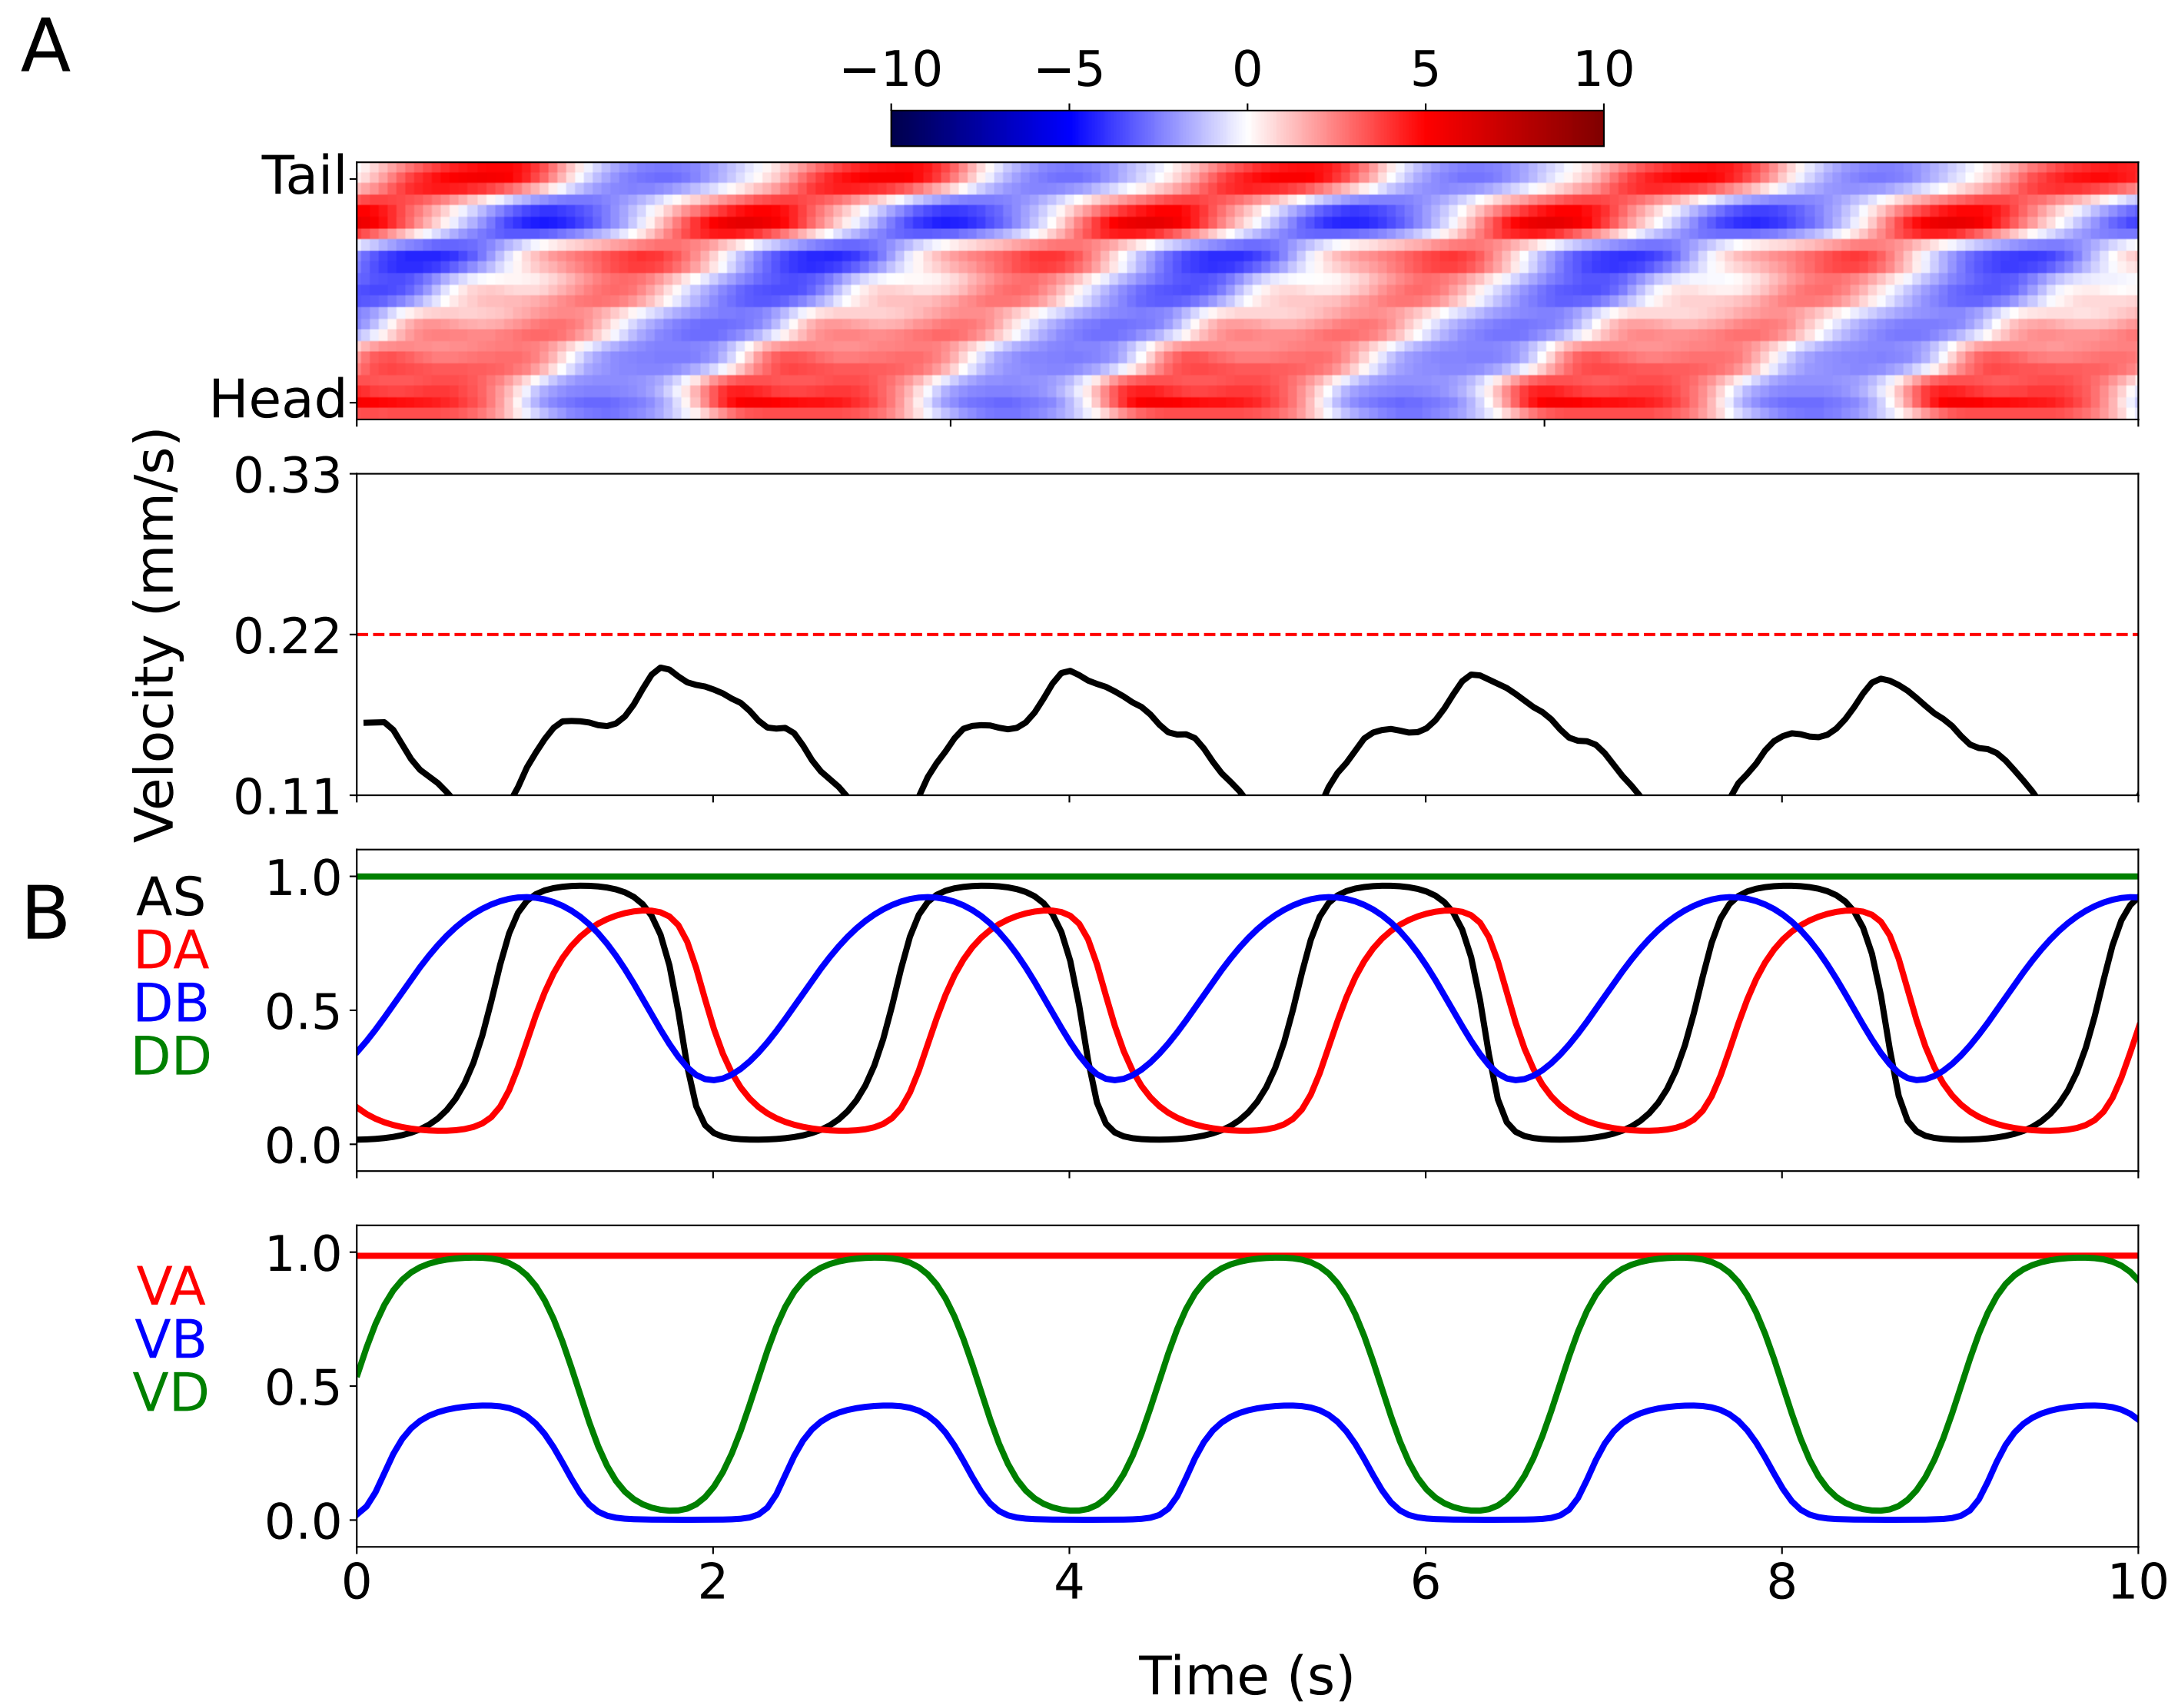 A
−10 −5 0 5 10
Tail
Head
Velocity (mm/s)
0.33
0.22
0.11
B
AS
DA
DB
DD
1.0
0.5
0.0
VA
VB
VD
1.0
0.5
0.0
0 2 4 6 8 10
Time (s)